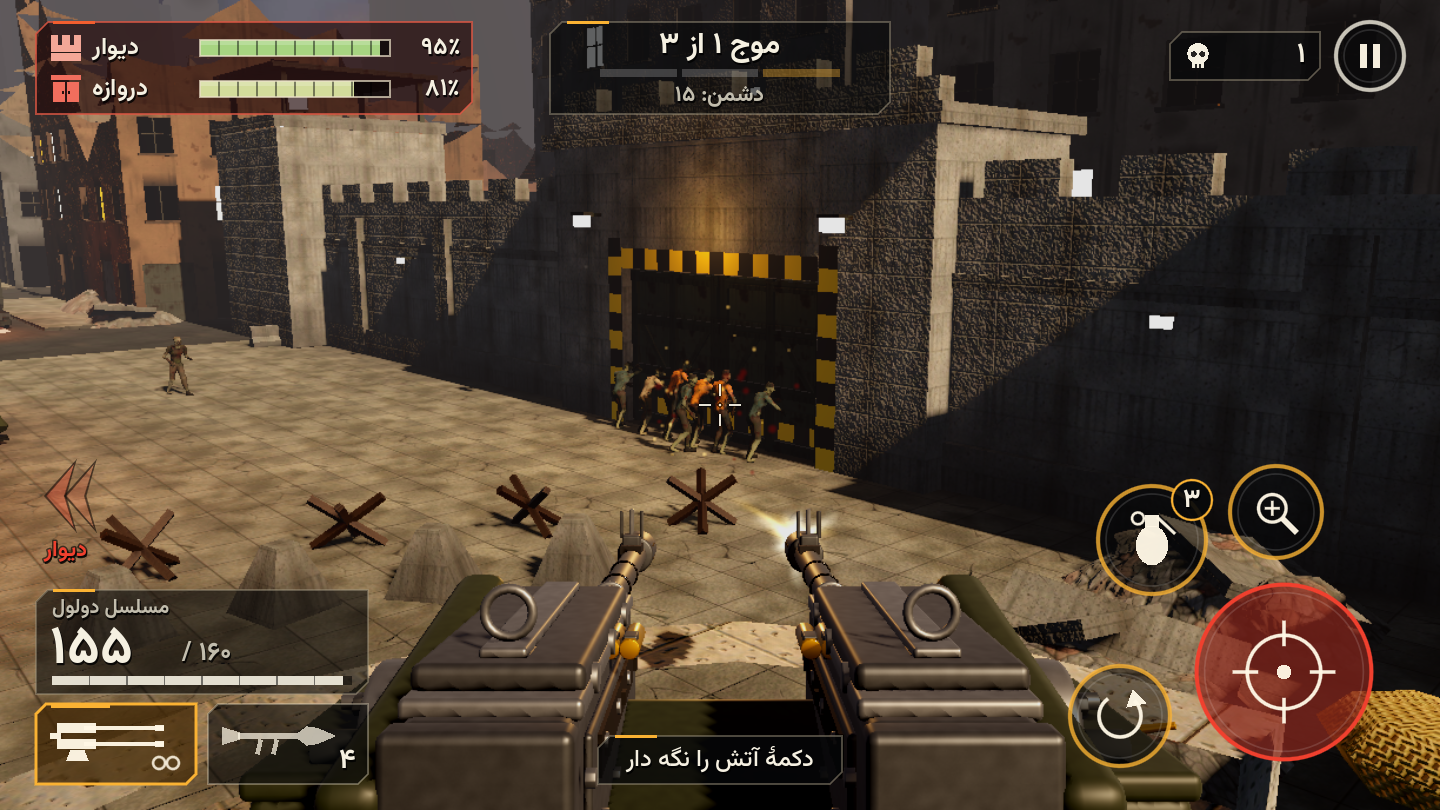 دیوار ۹۵٪
دروازه ۸۱٪
موج ۱ از ۳
دشمن: ۱۵
۱
۳
دیوار
مسلسل دولول
۱۵۵ / ۱۶۰
∞
۴
دکمهٔ آتش را نگه دار